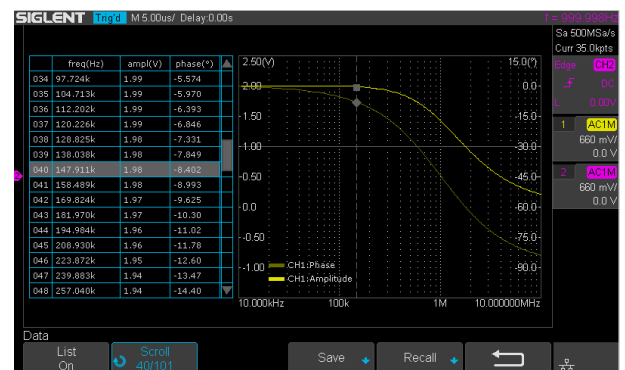 SIGLENT Trig'd M 5.00us/ Delay:0.00s f = 999.998Hz
Sa 500MSa/s
Curr 35.0kpts
Edge CH2
DC
L 0.00V
1 AC1M
660 mV/
0.0 V
2 AC1M
660 mV/
0.0 V
freq(Hz) ampl(V) phase(°)
034 97.724k 1.99 -5.574
035 104.713k 1.99 -5.970
036 112.202k 1.99 -6.393
037 120.226k 1.99 -6.846
038 128.825k 1.98 -7.331
039 138.038k 1.98 -7.849
040 147.911k 1.98 -8.402
041 158.489k 1.98 -8.993
042 169.824k 1.97 -9.625
043 181.970k 1.97 -10.30
044 194.984k 1.96 -11.02
045 208.930k 1.96 -11.78
046 223.872k 1.95 -12.60
047 239.883k 1.94 -13.47
048 257.040k 1.94 -14.40
2.50(V) 15.0(°)
2.00 0.0
1.50 -15.0
1.00 -30.0
0.50 -45.0
0.0 -60.0
-0.50 -75.0
-1.00 -90.0
CH1:Phase
CH1:Amplitude
10.000kHz 100k 1M 10.000000MHz
2
Data
List On
Scroll 40/101
Save
Recall